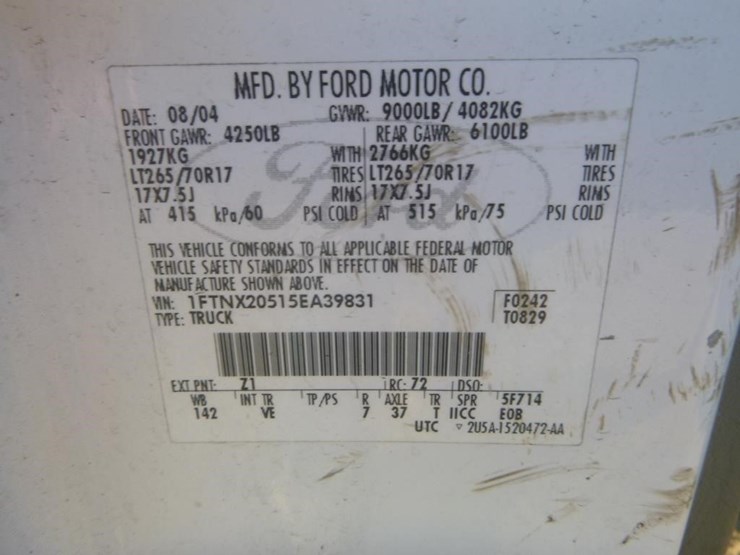 MFD. BY FORD MOTOR CO.
DATE: 08/04 GVWR: 9000LB/ 4082KG
FRONT GAWR: 4250LB REAR GAWR: 6100LB
1927KG WITH 2766KG WITH
LT265/70R17 TIRES LT265/70R17 TIRES
17X7.5J RIMS 17X7.5J RIMS
AT 415 kPa/60 PSI COLD AT 515 kPa/75 PSI COLD
THIS VEHICLE CONFORMS TO ALL APPLICABLE FEDERAL MOTOR
VEHICLE SAFETY STANDARDS IN EFFECT ON THE DATE OF
MANUFACTURE SHOWN ABOVE.
VIN: 1FTNX20515EA39831 F0242
TYPE: TRUCK T0829
EXT PNT: Z1 RC: 72 DSO:
WB INT TR TP/PS R AXLE TR SPR 5F714
142 VE 7 37 T IICC EOB
UTC ▽ 2U5A-1520472-AA
Ford